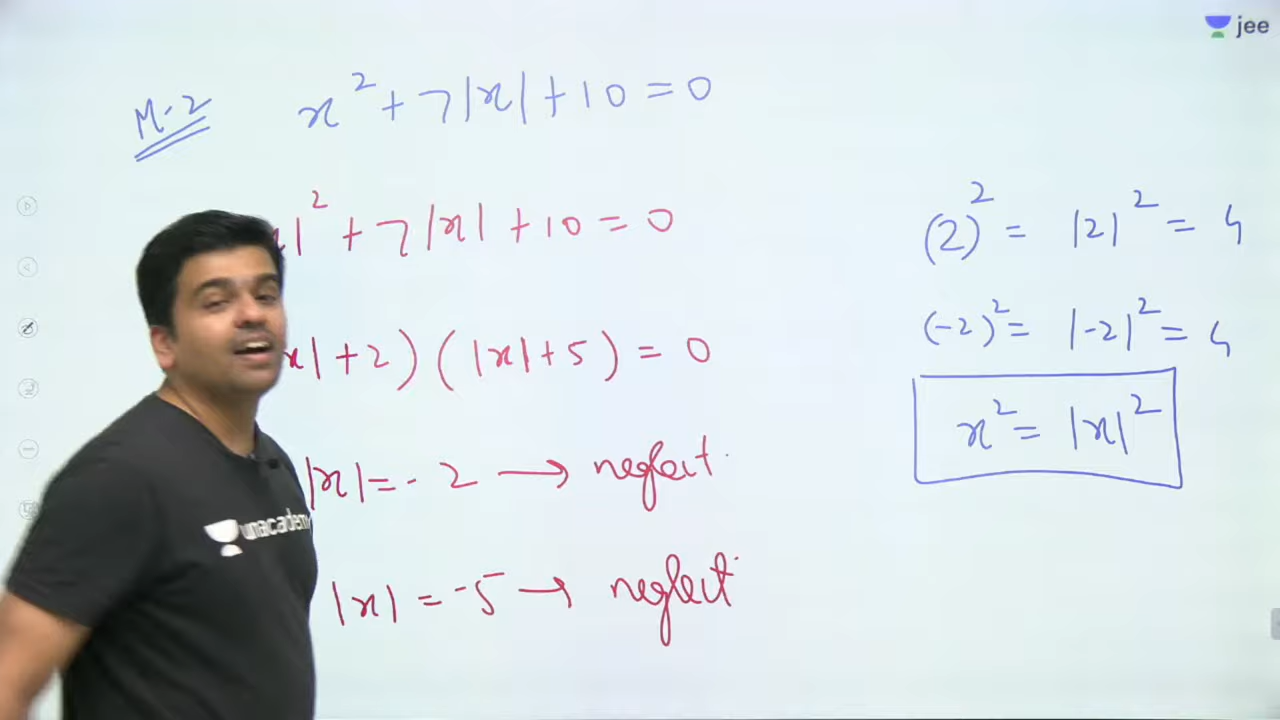 jee
M-2 x² + 7|x| + 10 = 0
|² + 7|x| + 10 = 0
x| + 2) (|x| + 5) = 0
|x| = -2 → neglect.
|x| = -5 → neglect.
(2)² = |2|² = 4
(-2)² = |-2|² = 4
x² = |x|²
unacadem